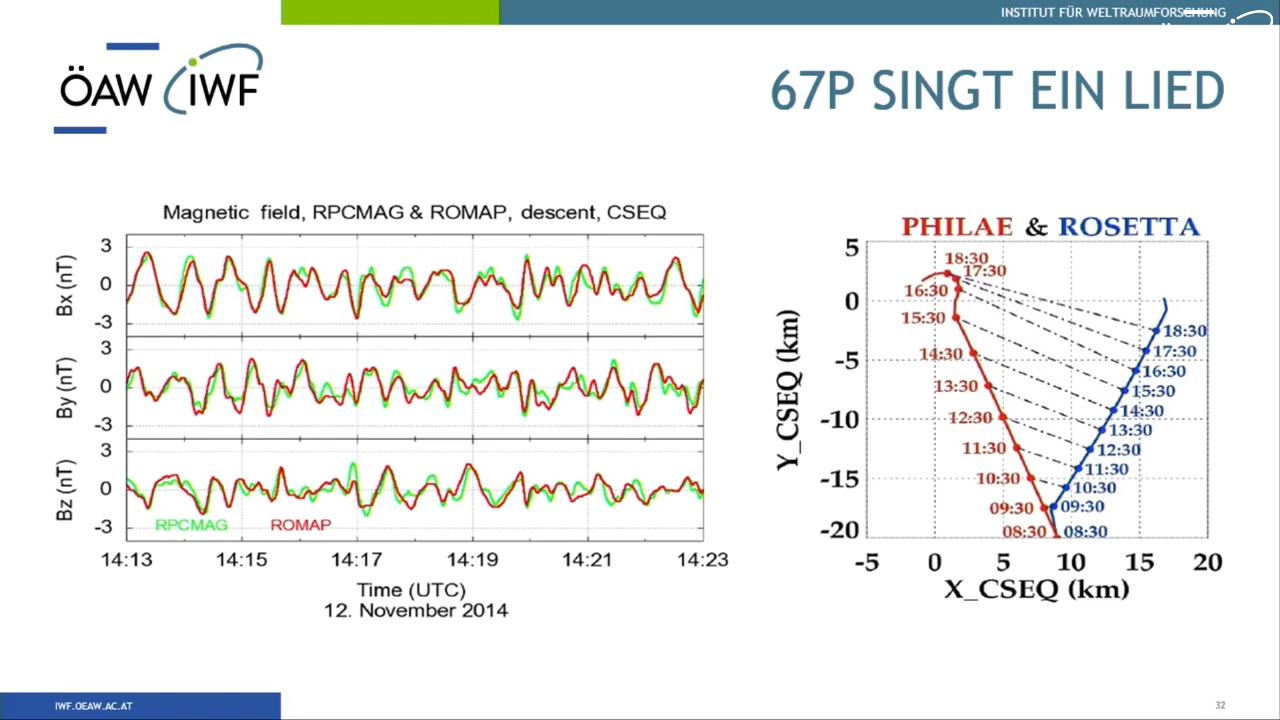 INSTITUT FÜR WELTRAUMFORSCHUNG
ÖAW IWF
67P SINGT EIN LIED
Magnetic field, RPCMAG & ROMAP, descent, CSEQ
Bx (nT)
3
0
-3
By (nT)
3
0
-3
Bz (nT)
3
0
-3
RPCMAG ROMAP
14:13 14:15 14:17 14:19 14:21 14:23
Time (UTC)
12. November 2014
PHILAE & ROSETTA
Y_CSEQ (km)
5
0
-5
-10
-15
-20
18:30
17:30
16:30
15:30
14:30
13:30
12:30
11:30
10:30
09:30
08:30
18:30
17:30
16:30
15:30
14:30
13:30
12:30
11:30
10:30
09:30
08:30
-5 0 5 10 15 20
X_CSEQ (km)
IWF.OEAW.AC.AT
32